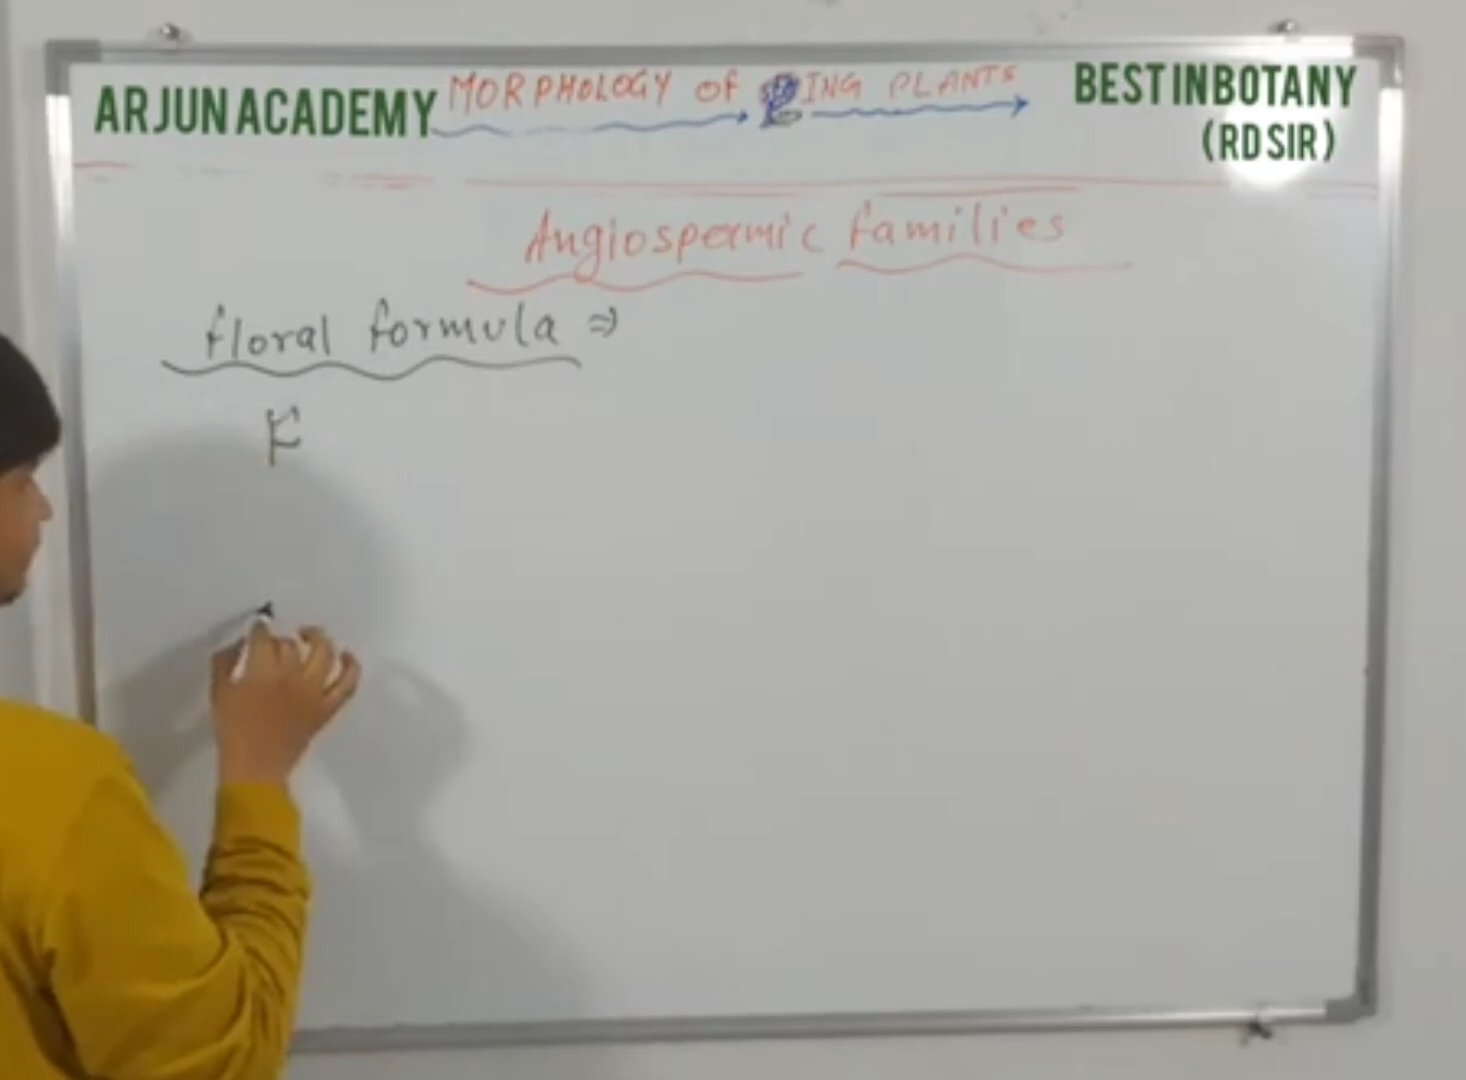 ARJUN ACADEMY MORPHOLOGY OF ING PLANTS BEST IN BOTANY
(RD SIR)
Angiospermic families
floral formula ⇒
K